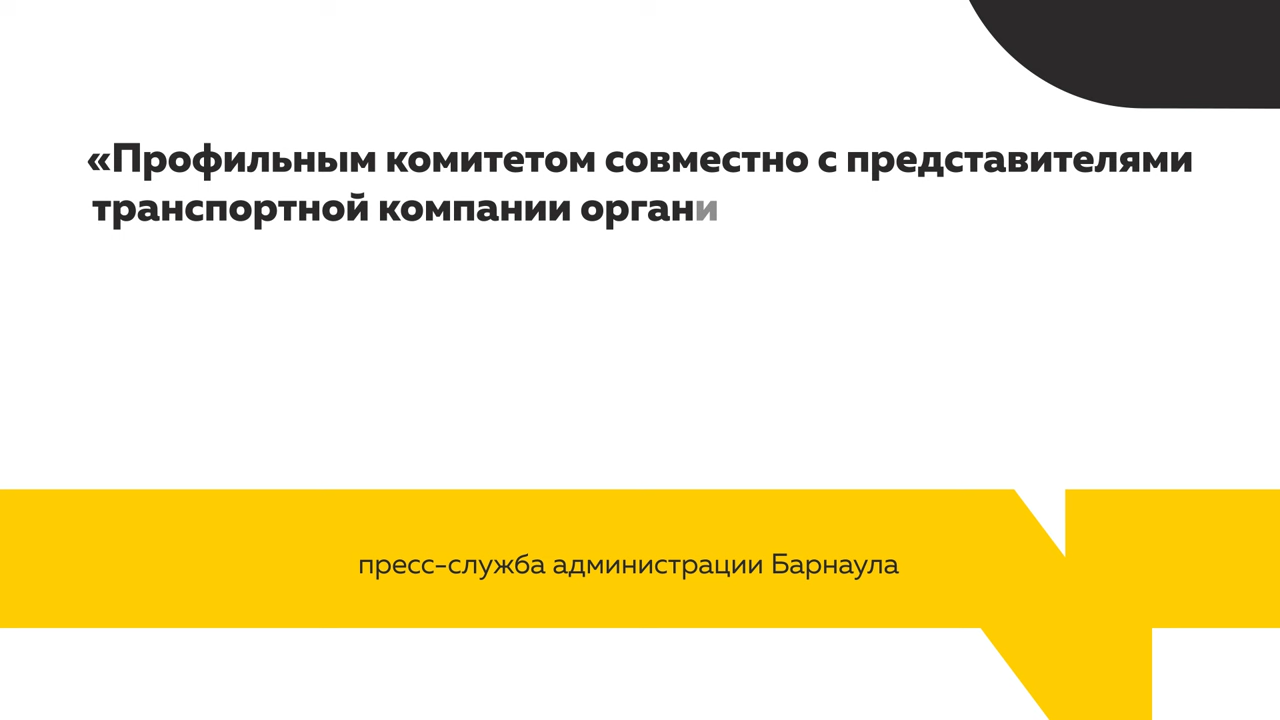 «Профильным комитетом совместно с представителями
транспортной компании органи
пресс-служба администрации Барнаула